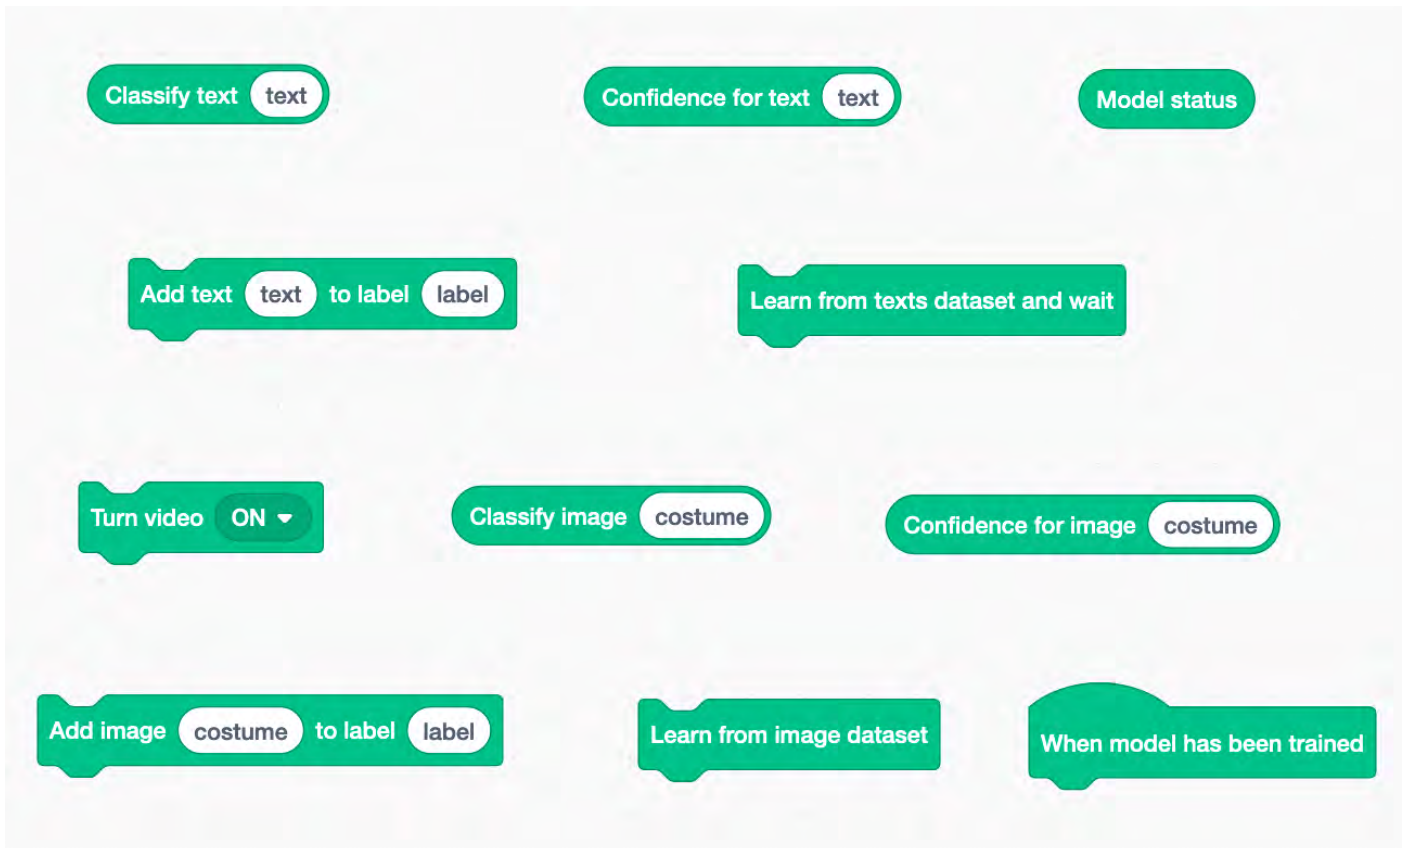 Classify text text
Confidence for text text
Model status
Add text text to label label
Learn from texts dataset and wait
Turn video ON
Classify image costume
Confidence for image costume
Add image costume to label label
Learn from image dataset
When model has been trained